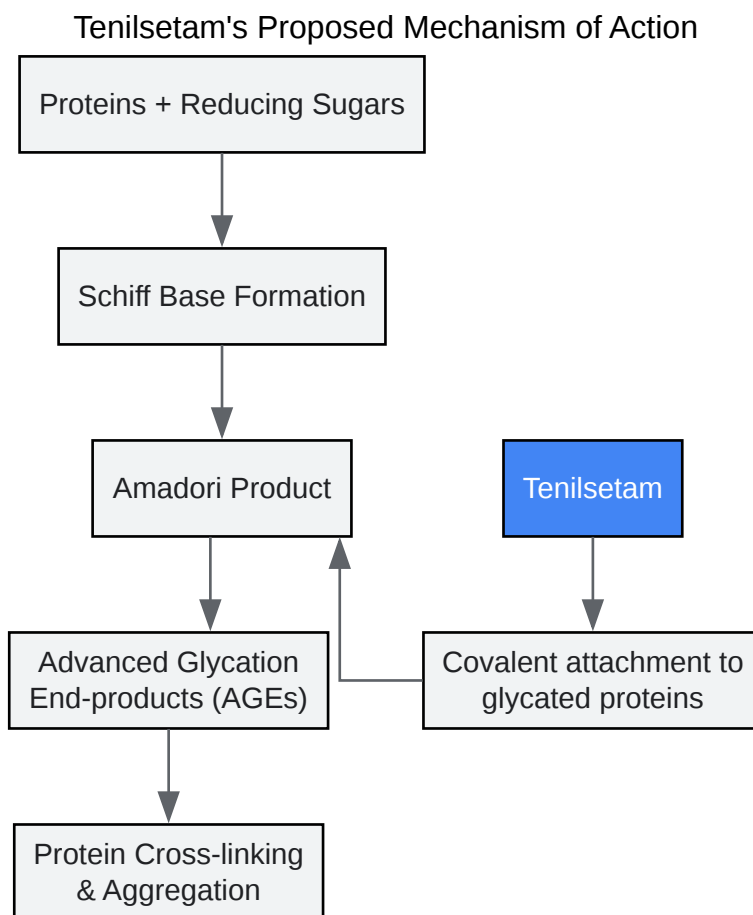 Tenilsetam's Proposed Mechanism of Action
Proteins + Reducing Sugars
Schiff Base Formation
Amadori Product
Tenilsetam
Advanced Glycation
End-products (AGEs)
Covalent attachment to
glycated proteins
Protein Cross-linking
& Aggregation